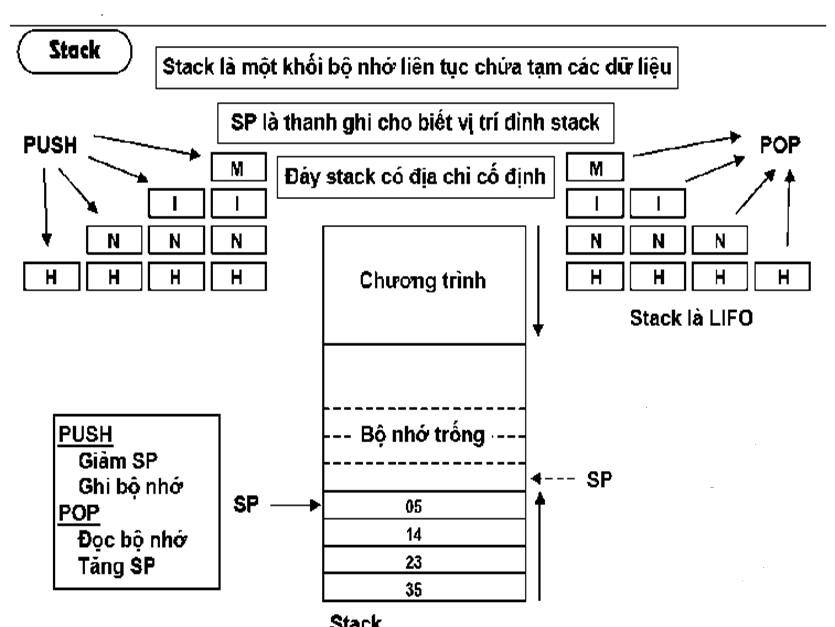 Stack
Stack là một khối bộ nhớ liên tục chứa tạm các dữ liệu
SP là thanh ghi cho biết vị trí đỉnh stack
Đáy stack có địa chỉ cố định
PUSH
M
I I
N N N
H H H H
POP
M
I I
N N N
H H H H
Stack là LIFO
Chương trình
Bộ nhớ trống
SP
SP
05
14
23
35
Stack
PUSH
Giảm SP
Ghi bộ nhớ
POP
Đọc bộ nhớ
Tăng SP